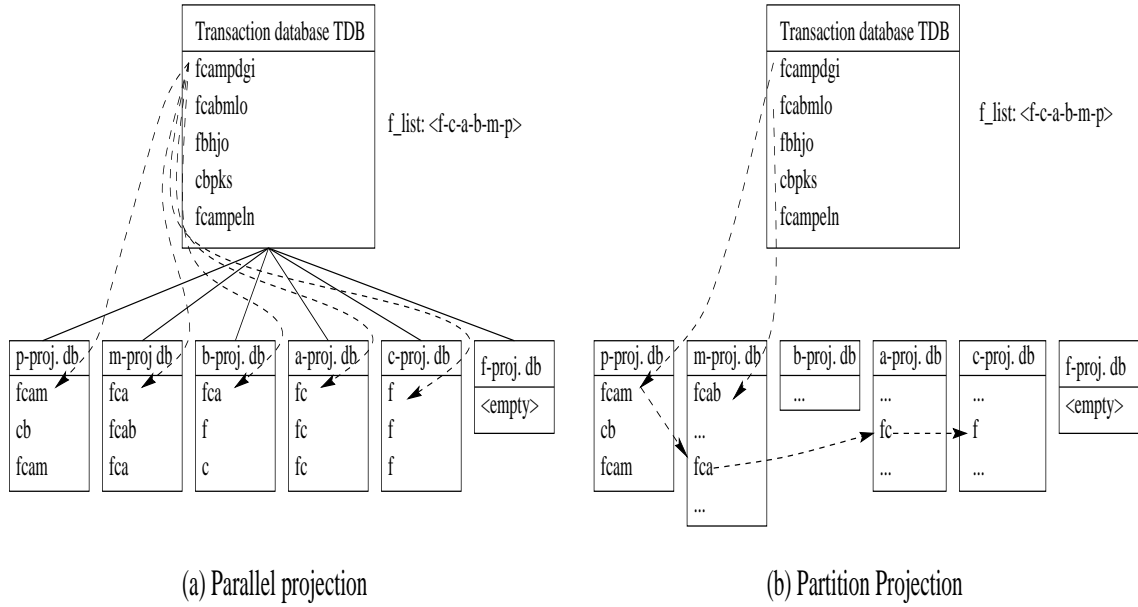 Transaction database TDB
fcampdgi
fcabmlo
fbhjo
cbpks
fcampeln
f_list: <f-c-a-b-m-p>
p-proj. db
fcam
cb
fcam
m-proj db
fca
fcab
fca
b-proj. db
fca
f
c
a-proj. db
fc
fc
fc
c-proj. db
f
f
f
f-proj. db
<empty>
(a) Parallel projection
Transaction database TDB
fcampdgi
fcabmlo
fbhjo
cbpks
fcampeln
f_list: <f-c-a-b-m-p>
p-proj. db
fcam
cb
fcam
m-proj. db
fcab
...
fca
...
b-proj. db
...
a-proj. db
...
fc
...
c-proj. db
...
f
...
f-proj. db
<empty>
(b) Partition Projection